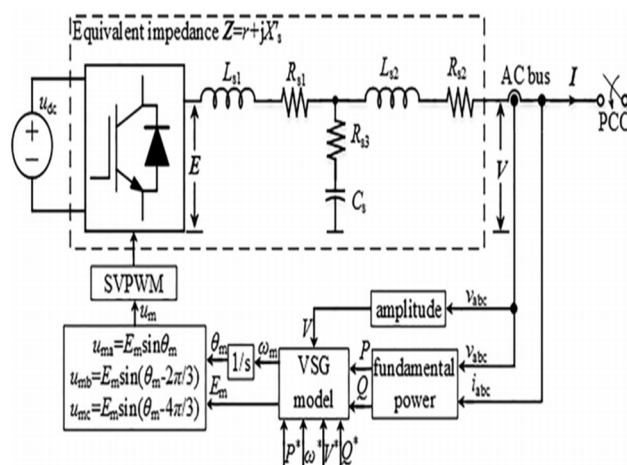 Equivalent impedance Z=r+jX's
Ls1
Rs1
Ls2
Rs2
AC bus
I
PCC
udc
E
Rs3
Cs
V
SVPWM
um
amplitude
vabc
V
uma=Emsinθm
umb=Emsin(θm-2π/3)
umc=Emsin(θm-4π/3)
θm
1/s
ωm
Em
VSG
model
P
Q
fundamental
power
vabc
iabc
P* ω* V* Q*